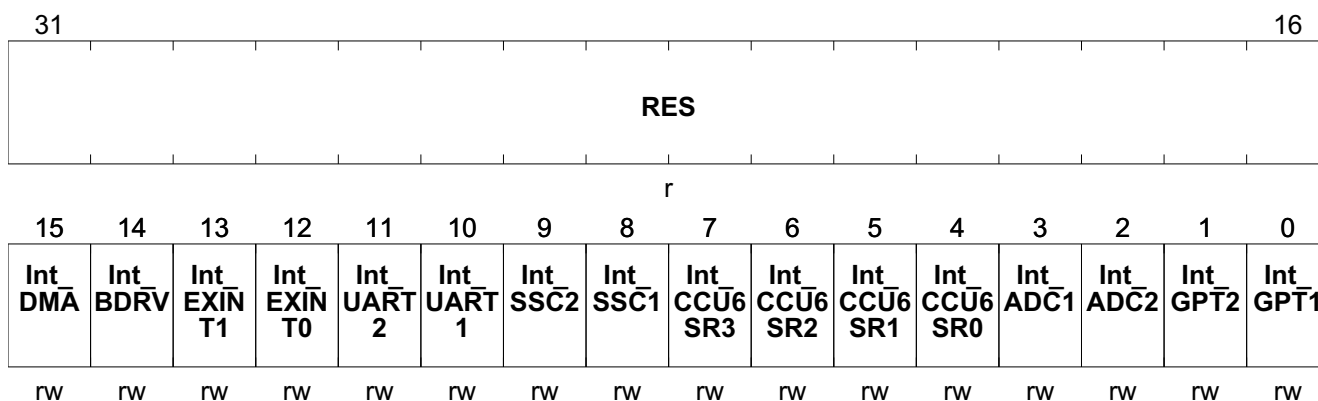 31 16
RES
r
15 14 13 12 11 10 9 8 7 6 5 4 3 2 1 0
Int_ Int_ Int_ Int_ Int_ Int_ Int_ Int_ Int_ Int_ Int_ Int_ Int_ Int_ Int_ Int_
DMA BDRV EXIN EXIN UART UART SSC2 SSC1 CCU6 CCU6 CCU6 CCU6 ADC1 ADC2 GPT2 GPT1
T1 T0 2 1 SR3 SR2 SR1 SR0
rw rw rw rw rw rw rw rw rw rw rw rw rw rw rw rw